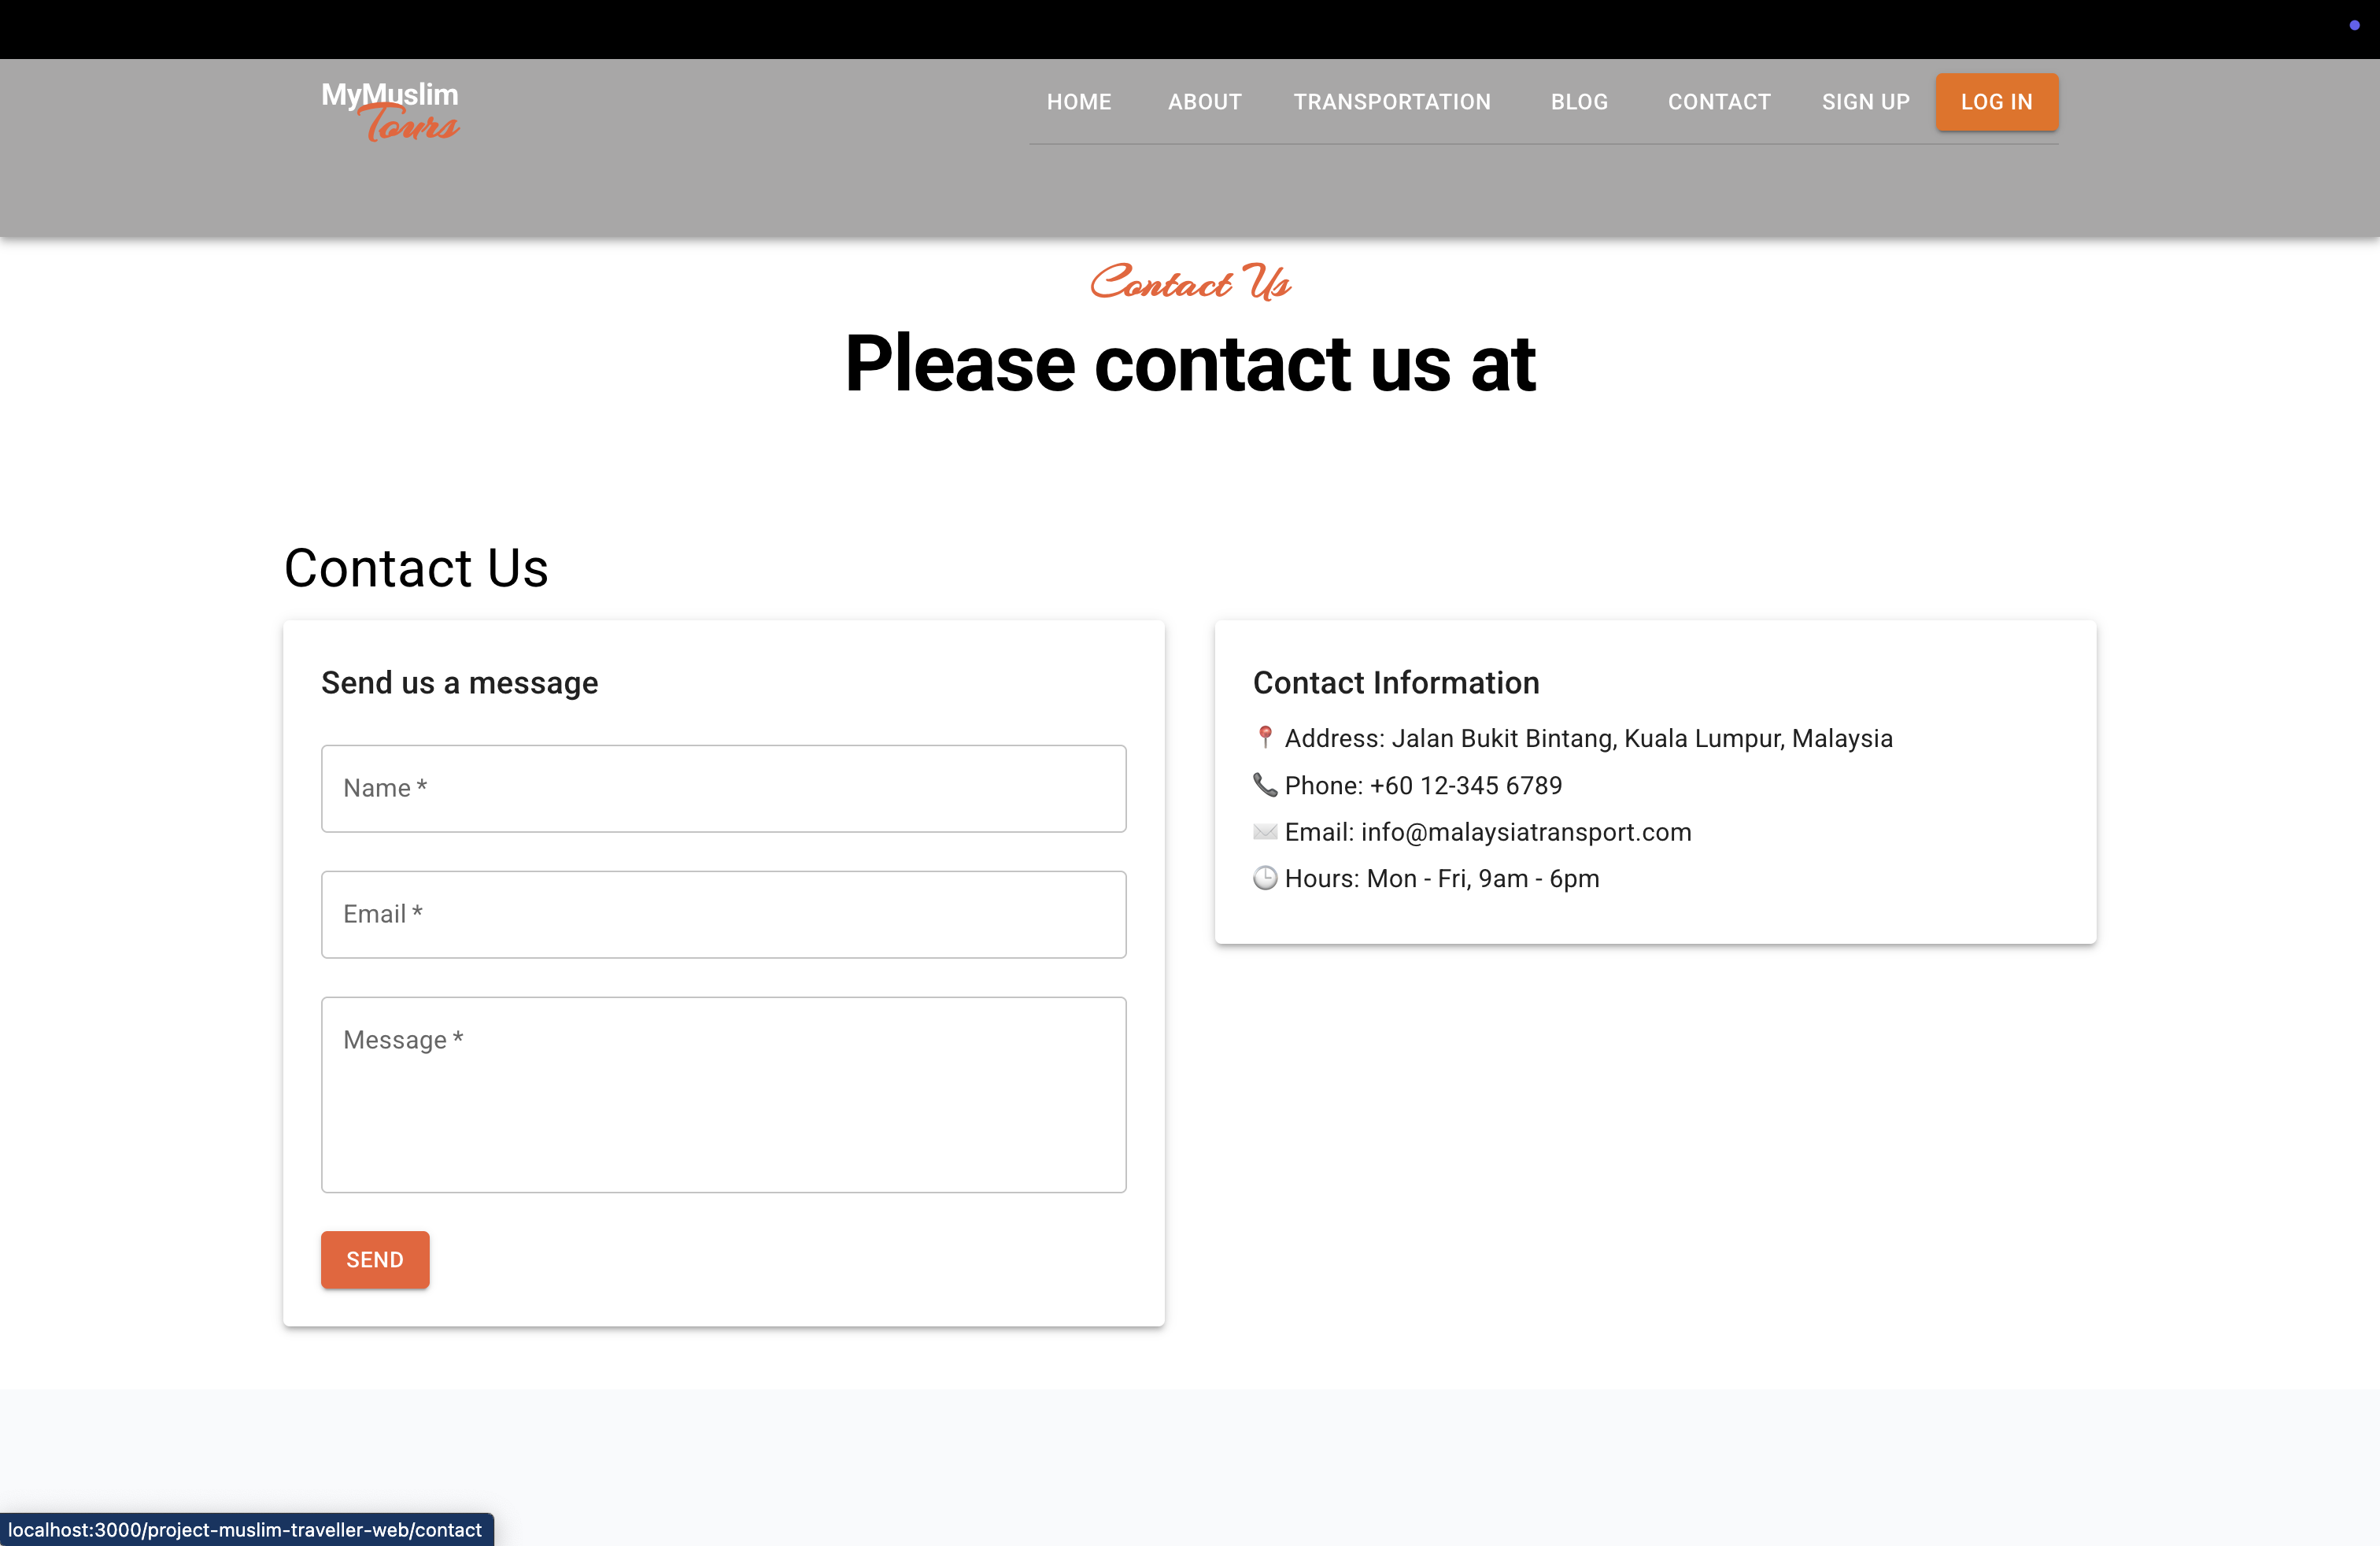 MyMuslim
Tours
HOME ABOUT TRANSPORTATION BLOG CONTACT SIGN UP LOG IN
Contact Us
Please contact us at
Contact Us
Send us a message
Name *
Email *
Message *
SEND
Contact Information
📍 Address: Jalan Bukit Bintang, Kuala Lumpur, Malaysia
📞 Phone: +60 12-345 6789
✉️ Email: info@malaysiatransport.com
🕒 Hours: Mon - Fri, 9am - 6pm
localhost:3000/project-muslim-traveller-web/contact